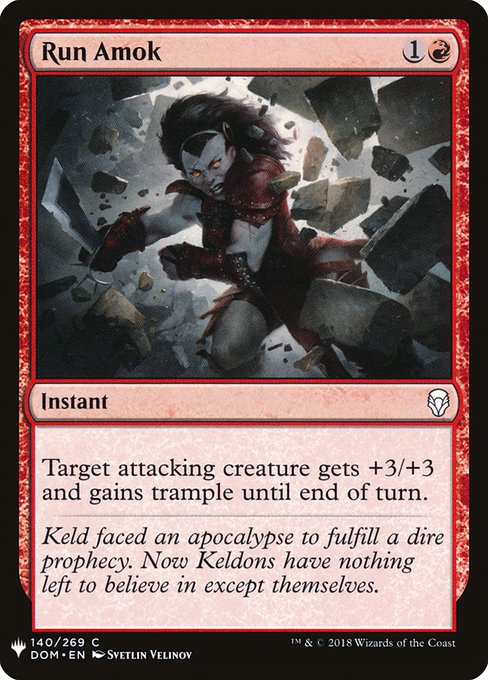 Run Amok 1
Instant
Target attacking creature gets +3/+3
and gains trample until end of turn.
Keld faced an apocalypse to fulfill a dire
prophecy. Now Keldons have nothing
left to believe in except themselves.
140/269 C
DOM • EN Svetlin Velinov
™ & © 2018 Wizards of the Coast